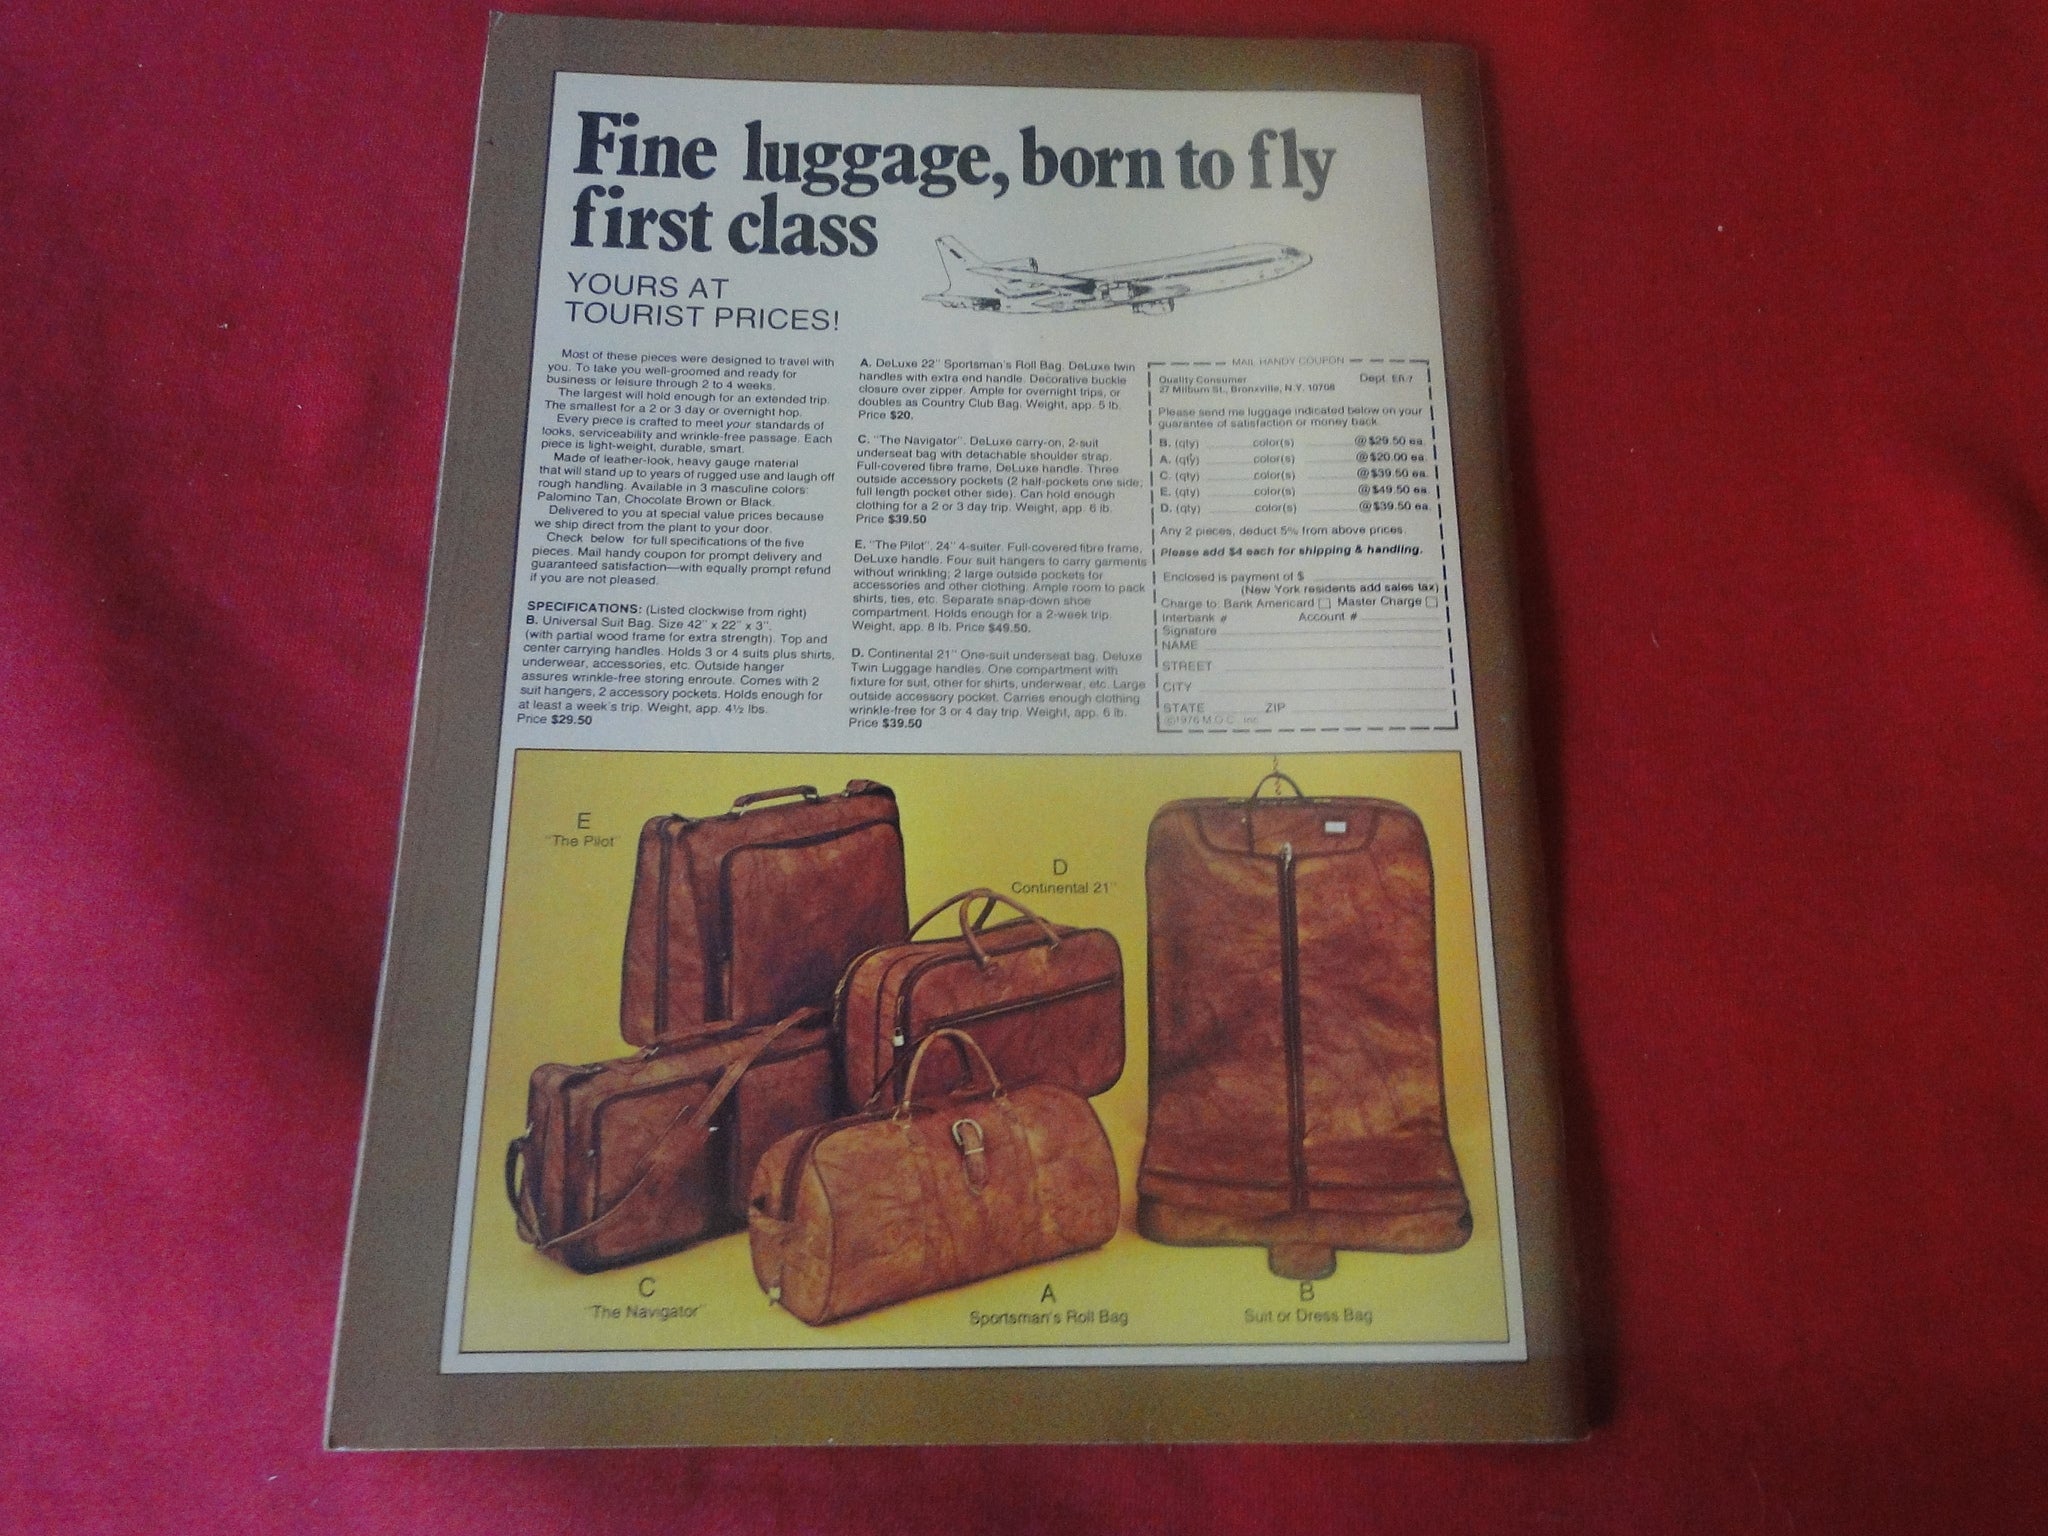 Fine luggage, born to fly
first class
YOURS AT
TOURIST PRICES!
Most of these pieces were designed to travel with
you. To take you well-groomed and ready for
business or leisure through 2 to 4 weeks.
The largest will hold enough for an extended trip.
The smallest for a 2 or 3 day or overnight hop.
Every piece is crafted to meet your standards of
looks, serviceability and wrinkle-free passage. Each
piece is light-weight, durable, smart.
Made of leather-look, heavy gauge material
that will stand up to years of rugged use and laugh off
rough handling. Available in 3 masculine colors:
Palomino Tan, Chocolate Brown or Black.
Delivered to you at special value prices because
we ship direct from the plant to your door.
Check below for full specifications of the five
pieces. Mail handy coupon for prompt delivery and
guaranteed satisfaction—with equally prompt refund
if you are not pleased.
SPECIFICATIONS: (Listed clockwise from right)
B. Universal Suit Bag. Size 42" x 22" x 3".
(with partial wood frame for extra strength). Top and
center carrying handles. Holds 3 or 4 suits plus shirts,
underwear, accessories, etc. Outside hanger
assures wrinkle-free storing enroute. Comes with 2
suit hangers, 2 accessory pockets. Holds enough for
at least a week's trip. Weight, app. 4½ lbs.
Price $29.50
A. DeLuxe 22" Sportsman's Roll Bag. DeLuxe twin
handles with extra end handle. Decorative buckle
closure over zipper. Ample for overnight trips, or
doubles as Country Club Bag. Weight, app. 5 lb.
Price $20.
C. "The Navigator". DeLuxe carry-on, 2-suit
underseat bag with detachable shoulder strap.
Full-covered fibre frame, DeLuxe handle. Three
outside accessory pockets (2 half-pockets one side;
full length pocket other side). Can hold enough
clothing for a 2 or 3 day trip. Weight, app. 6 lb.
Price $39.50
E. "The Pilot". 24" 4-suiter. Full-covered fibre frame,
DeLuxe handle. Four suit hangers to carry garments
without wrinkling; 2 large outside pockets for
accessories and other clothing. Ample room to pack
shirts, ties, etc. Separate snap-down shoe
compartment. Holds enough for a 2-week trip.
Weight, app. 8 lb. Price $49.50.
D. Continental 21" One-suit underseat bag. Deluxe
Twin Luggage handles. One compartment with
fixture for suit, other for shirts, underwear, etc. Large
outside accessory pocket. Carries enough clothing
wrinkle-free for 3 or 4 day trip. Weight, app. 6 lb.
Price $39.50
MAIL HANDY COUPON
Quality Consumer Dept. ER-7
27 Milburn St., Bronxville, N.Y. 10708
Please send me luggage indicated below on your
guarantee of satisfaction or money back.
B. (qty) color(s) @ $29.50 ea.
A. (qty) color(s) @ $20.00 ea.
C. (qty) color(s) @ $39.50 ea.
E. (qty) color(s) @ $49.50 ea.
D. (qty) color(s) @ $39.50 ea.
Any 2 pieces, deduct 5% from above prices.
Please add $4 each for shipping & handling.
Enclosed is payment of $
(New York residents add sales tax)
Charge to: Bank Americard Master Charge
Interbank # Account #
Signature
NAME
STREET
CITY
STATE ZIP
©1976 M.O.C., Inc.
E
"The Pilot"
D
Continental 21"
C
"The Navigator"
A
Sportsman's Roll Bag
B
Suit or Dress Bag